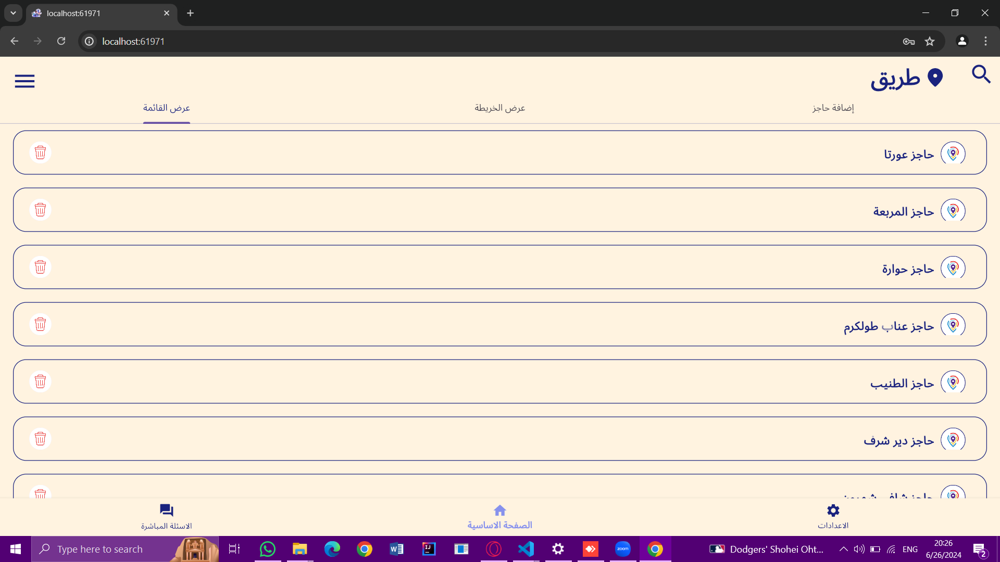 localhost:61971
localhost:61971
طريق
عرض القائمة
عرض الخريطة
إضافة حاجز
حاجز عورتا
حاجز المربعة
حاجز حوارة
حاجز عناب طولكرم
حاجز الطنيب
حاجز دير شرف
الاسئلة المباشرة
الصفحة الاساسية
الاعدادات
Type here to search
zoom
Dodgers' Shohei Oht...
ENG
20:26
6/26/2024
2